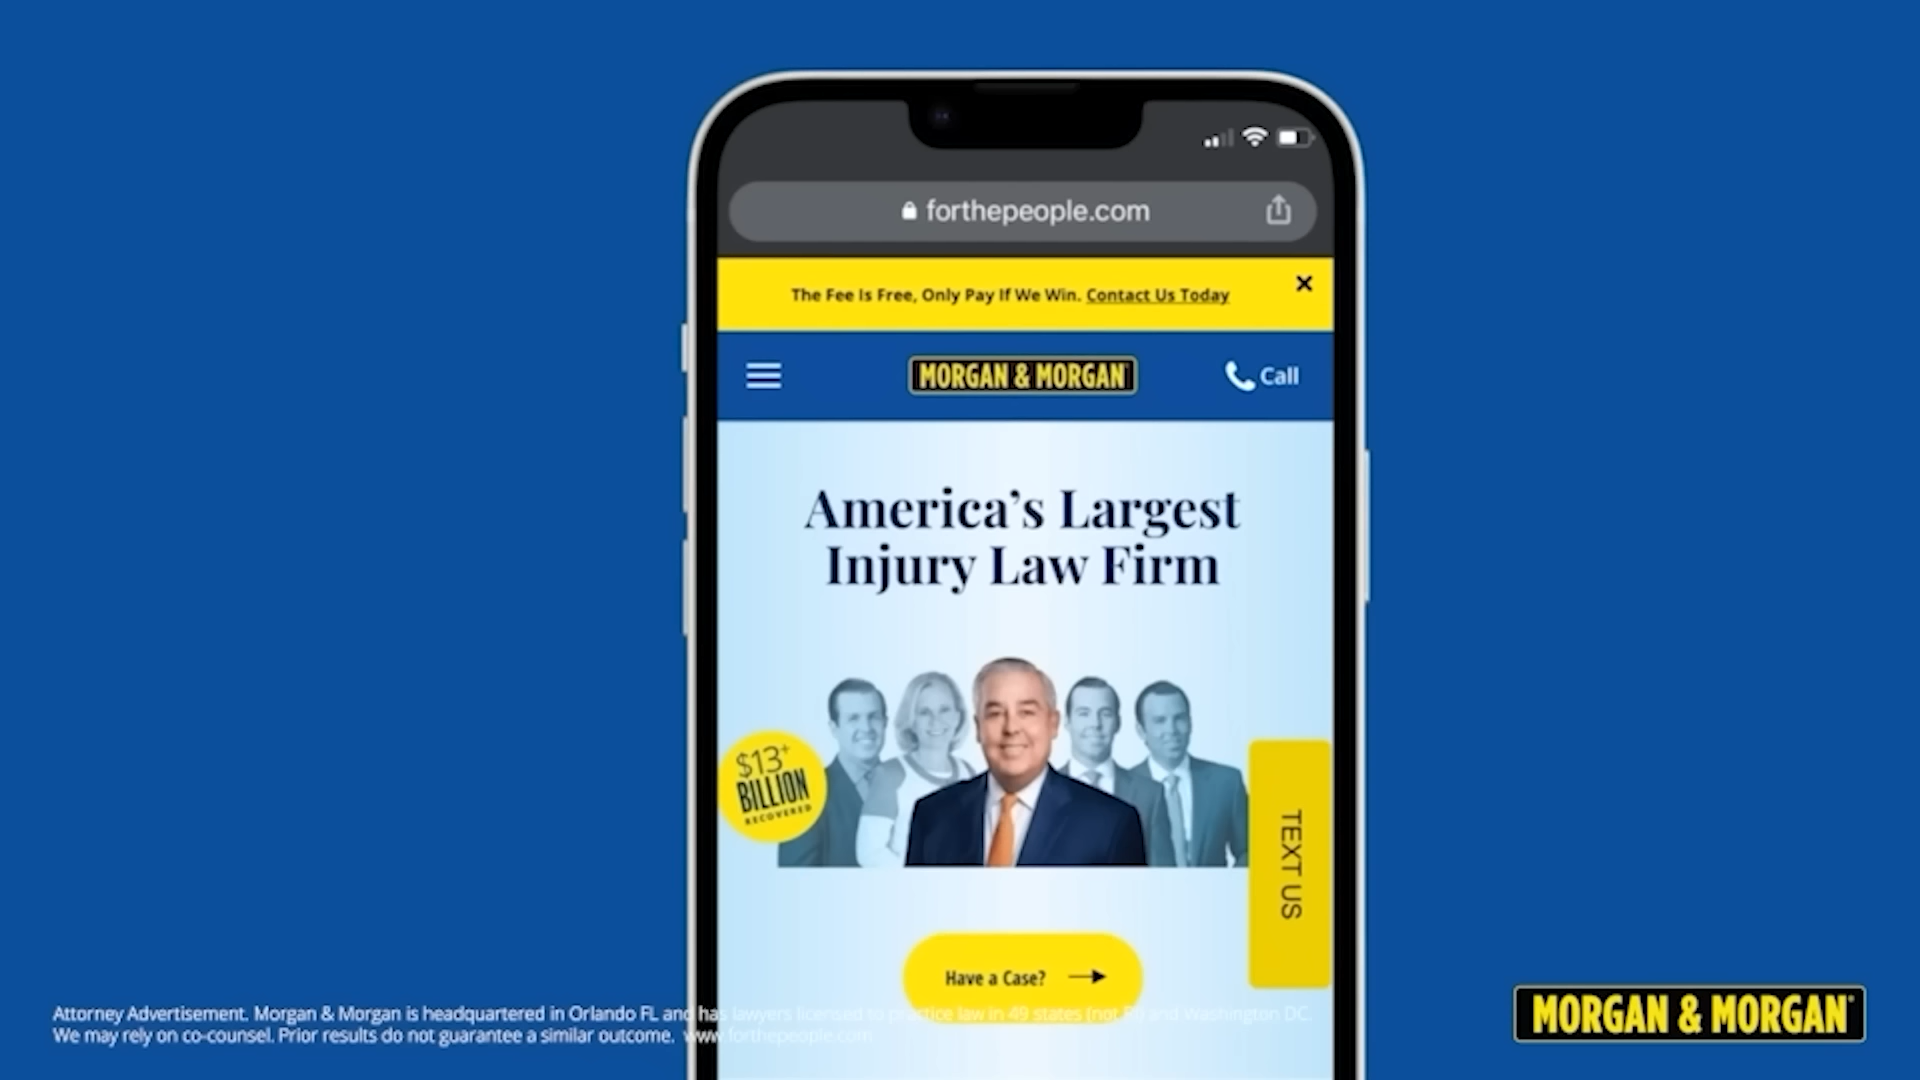 forthepeople.com
The Fee Is Free, Only Pay If We Win. Contact Us Today
MORGAN & MORGAN
Call
America's Largest
Injury Law Firm
$13+
BILLION
RECOVERED
TEXT US
Have a Case?
Attorney Advertisement. Morgan & Morgan is headquartered in Orlando FL and has lawyers licensed to practice law in 49 states (not RI) and Washington DC.
We may rely on co-counsel. Prior results do not guarantee a similar outcome. www.forthepeople.com
MORGAN & MORGAN